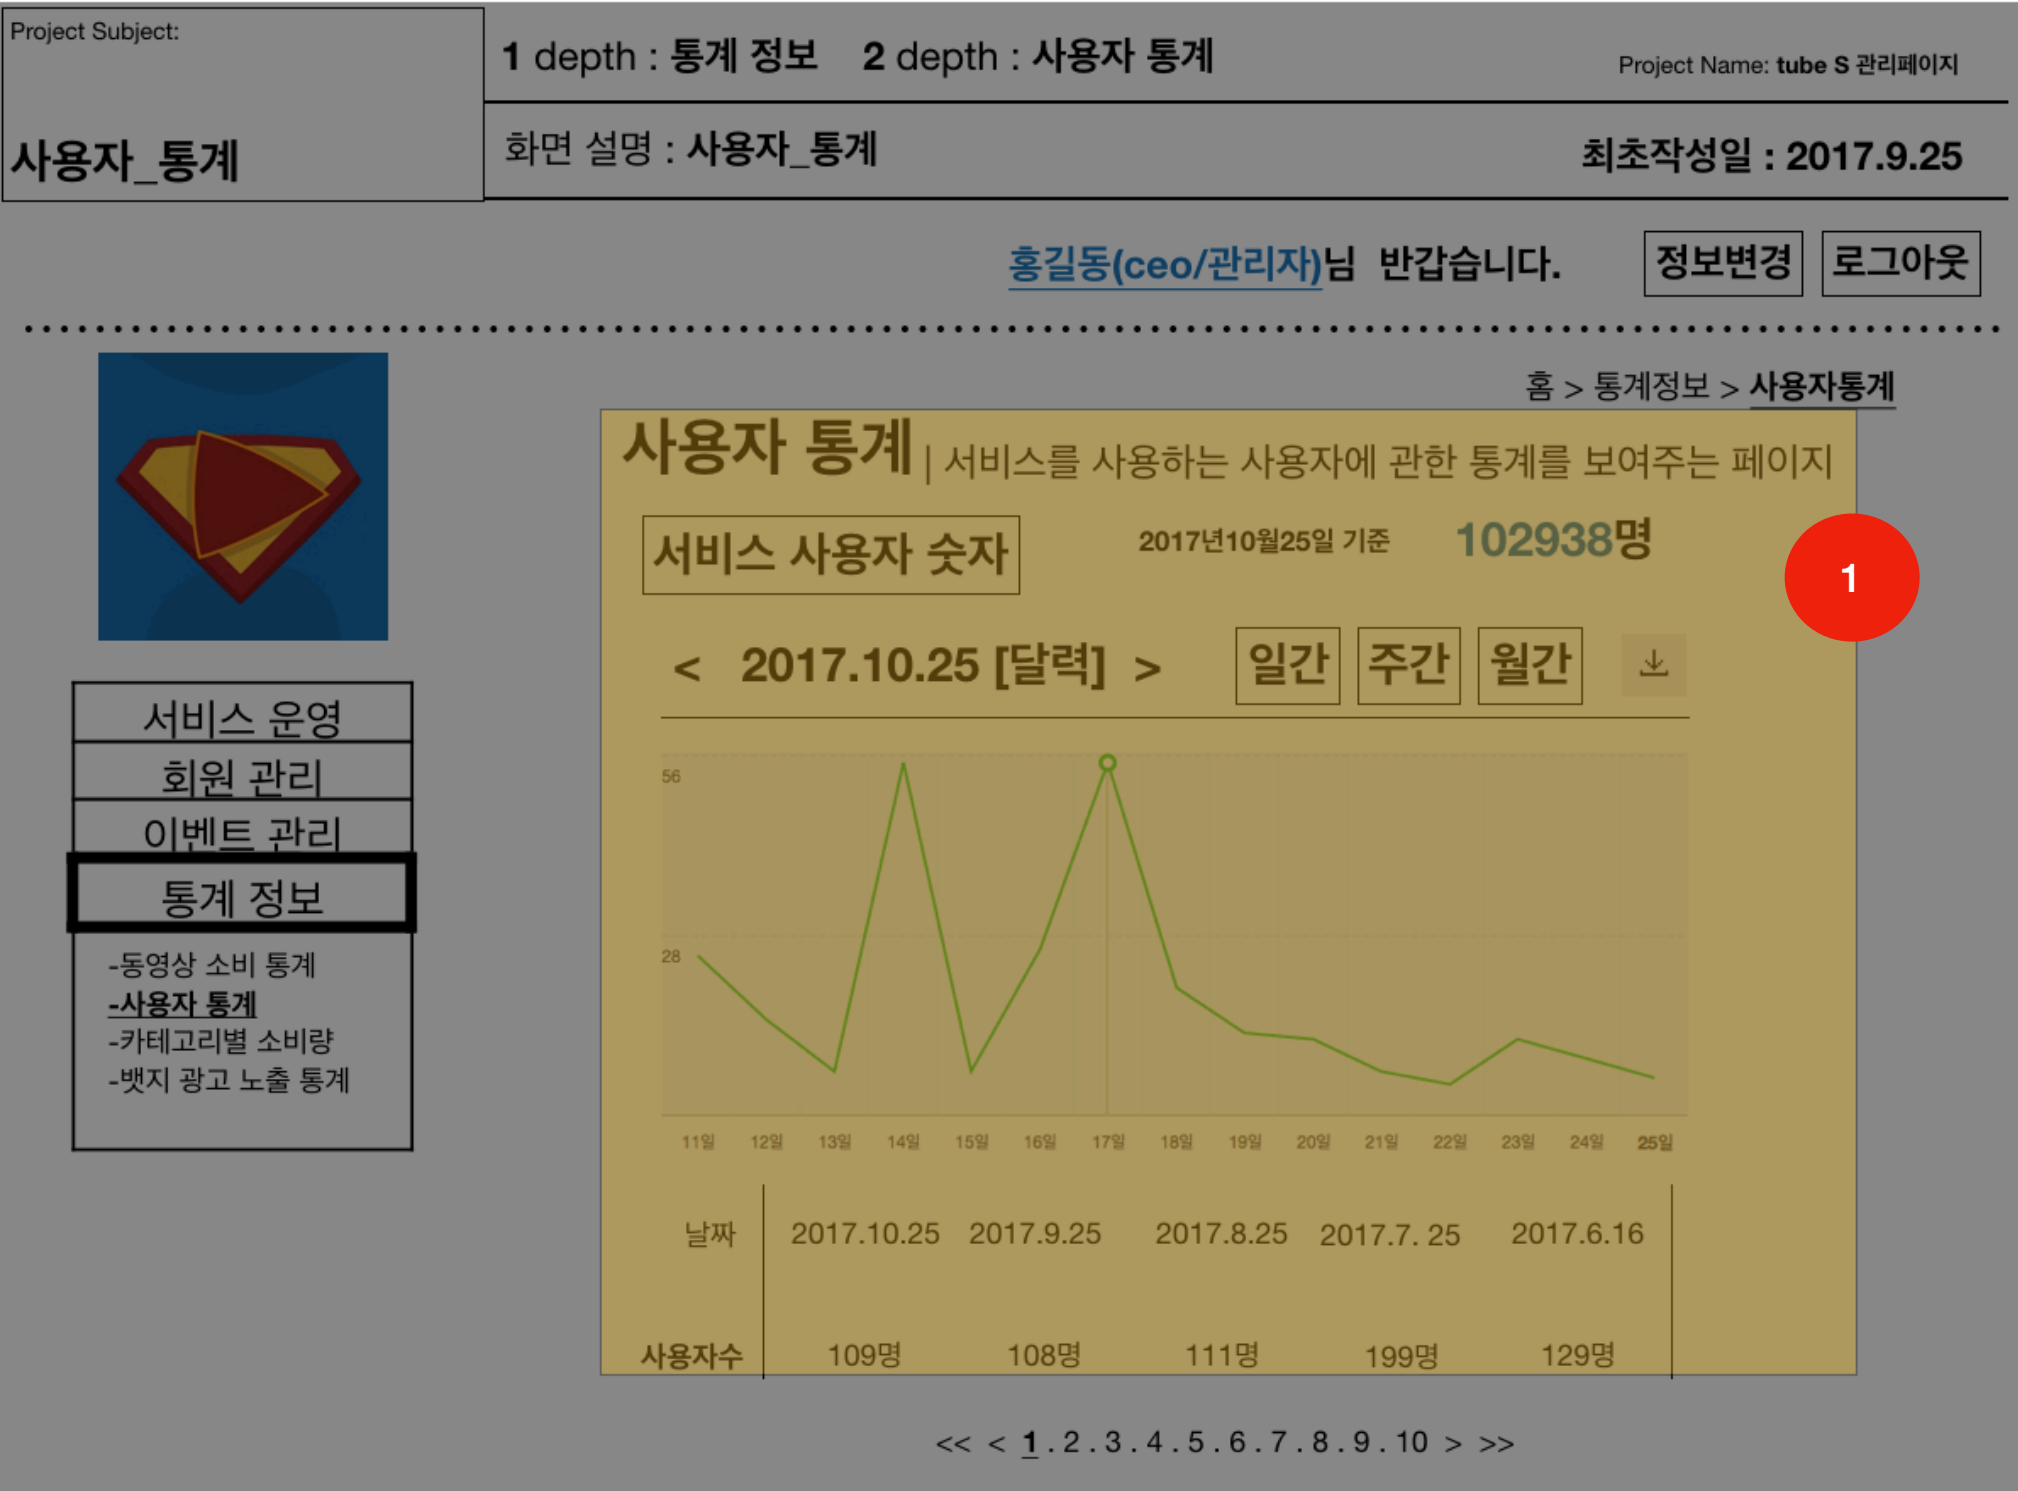 Project Subject:
사용자_통계
1 depth : 통계 정보 2 depth : 사용자 통계
Project Name: tube S 관리페이지
화면 설명 : 사용자_통계
최초작성일 : 2017.9.25
홍길동(ceo/관리자)님 반갑습니다.
정보변경
로그아웃
홈 > 통계정보 > 사용자통계
서비스 운영
회원 관리
이벤트 관리
통계 정보
-동영상 소비 통계
-사용자 통계
-카테고리별 소비량
-뱃지 광고 노출 통계
사용자 통계 | 서비스를 사용하는 사용자에 관한 통계를 보여주는 페이지
서비스 사용자 숫자
2017년10월25일 기준 102938명
1
< 2017.10.25 [달력] >
일간 주간 월간
56
28
11일 12일 13일 14일 15일 16일 17일 18일 19일 20일 21일 22일 23일 24일 25일
날짜 2017.10.25 2017.9.25 2017.8.25 2017.7. 25 2017.6.16
사용자수 109명 108명 111명 199명 129명
<< < 1 . 2 . 3 . 4 . 5 . 6 . 7 . 8 . 9 . 10 > >>